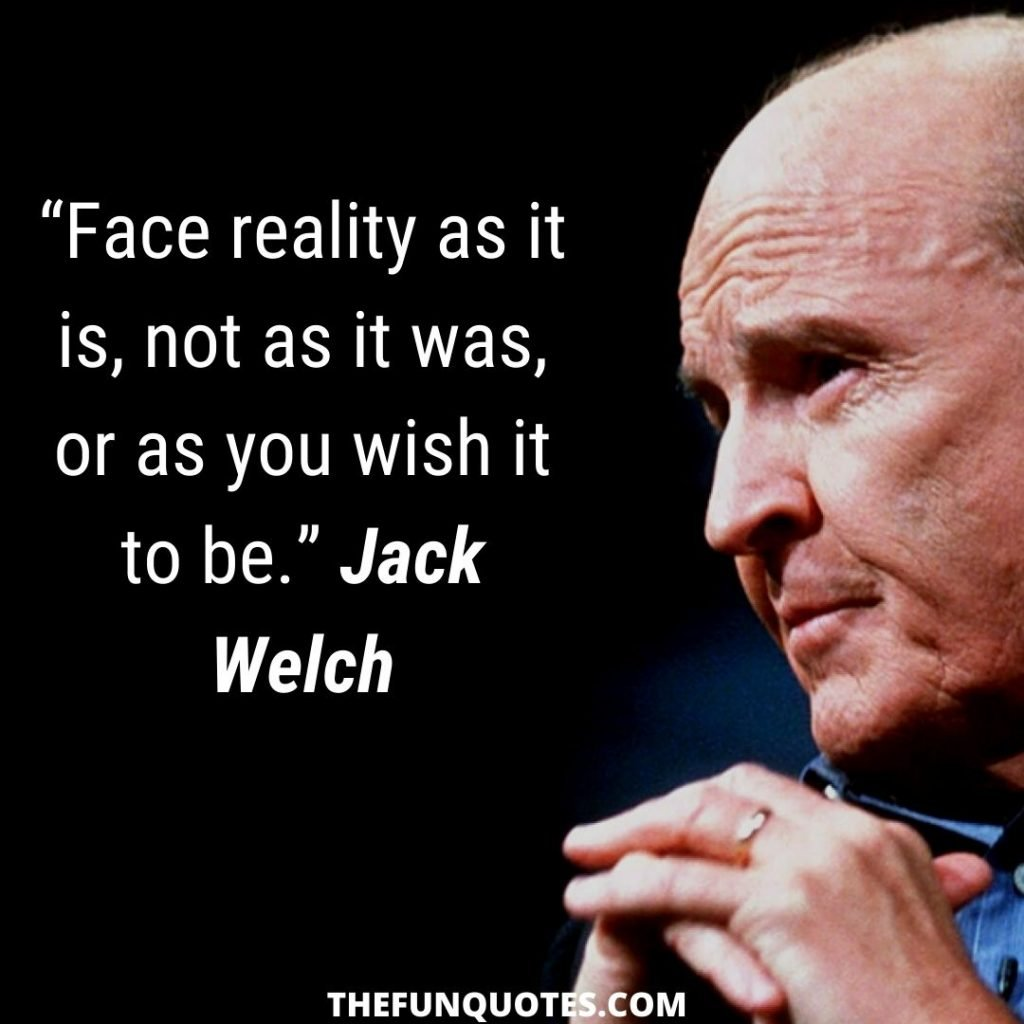 “Face reality as it
is, not as it was,
or as you wish it
to be.” Jack
Welch
THEFUNQUOTES.COM